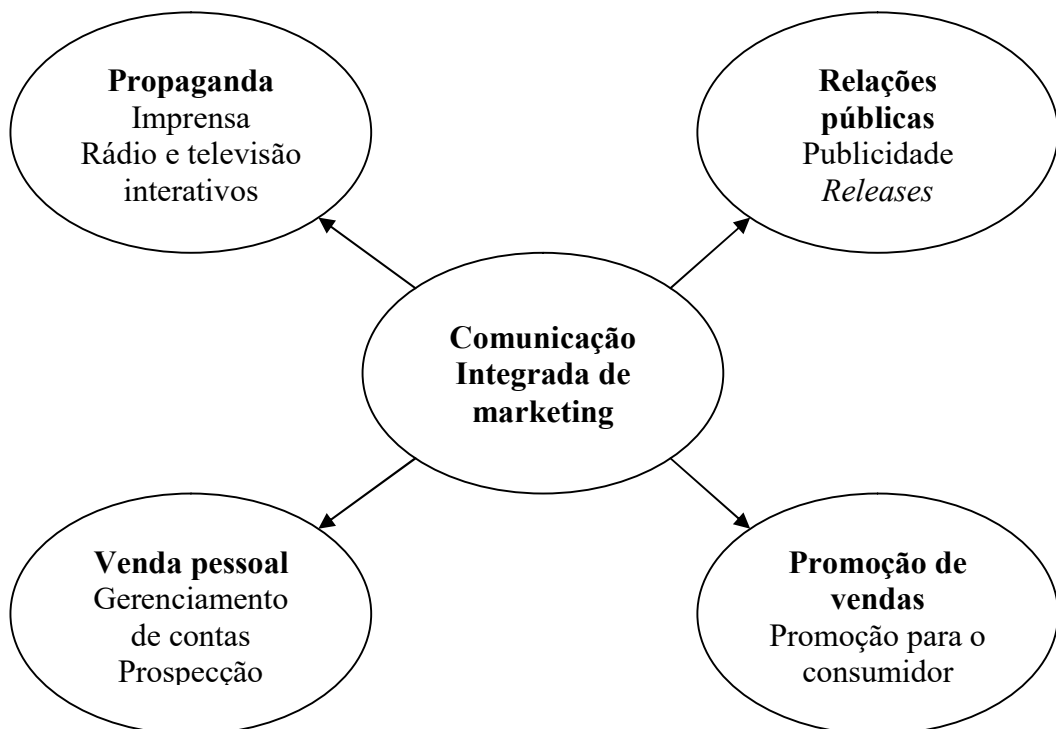 Propaganda
Imprensa
Rádio e televisão
interativos
Relações
públicas
Publicidade
Releases
Comunicação
Integrada de
marketing
Venda pessoal
Gerenciamento
de contas
Prospecção
Promoção de
vendas
Promoção para o
consumidor